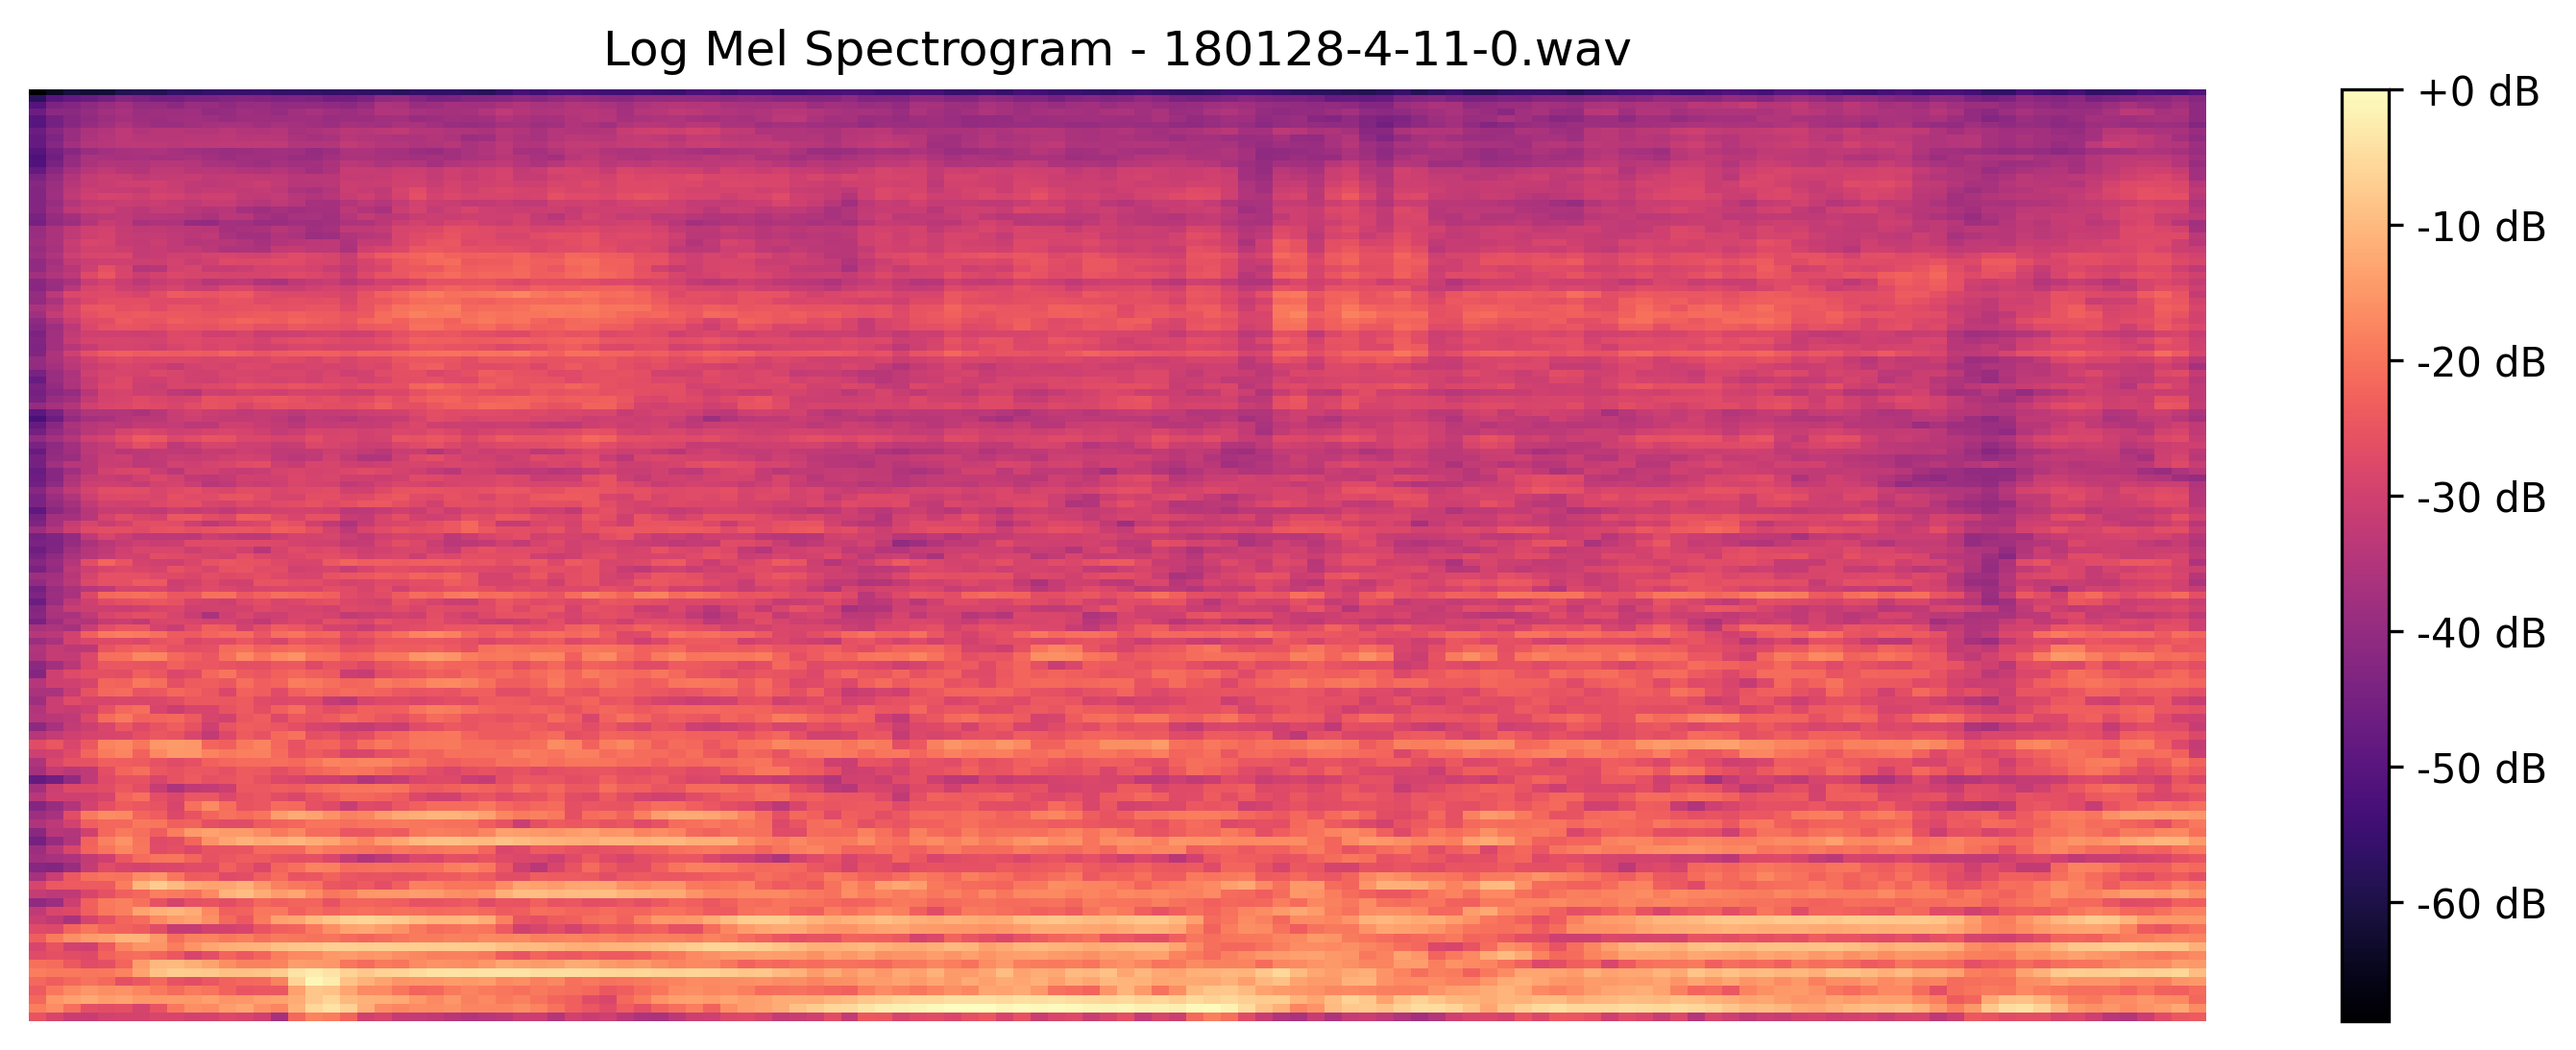 Log Mel Spectrogram - 180128-4-11-0.wav
+0 dB
-10 dB
-20 dB
-30 dB
-40 dB
-50 dB
-60 dB